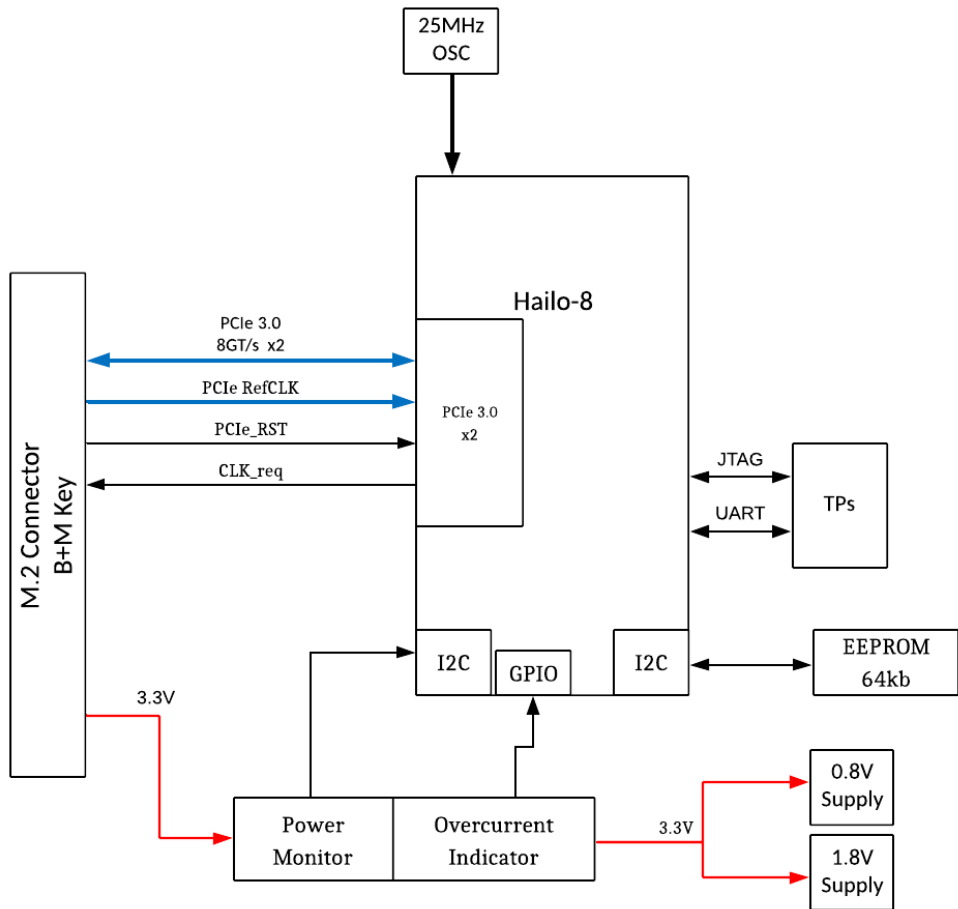 25MHz
OSC
Hailo-8
PCIe 3.0
8GT/s x2
PCIe RefCLK
PCIe_RST
CLK_req
PCIe 3.0
x2
M.2 Connector
B+M Key
JTAG
UART
TPs
I2C
GPIO
I2C
EEPROM
64kb
3.3V
Power
Monitor
Overcurrent
Indicator
3.3V
0.8V
Supply
1.8V
Supply